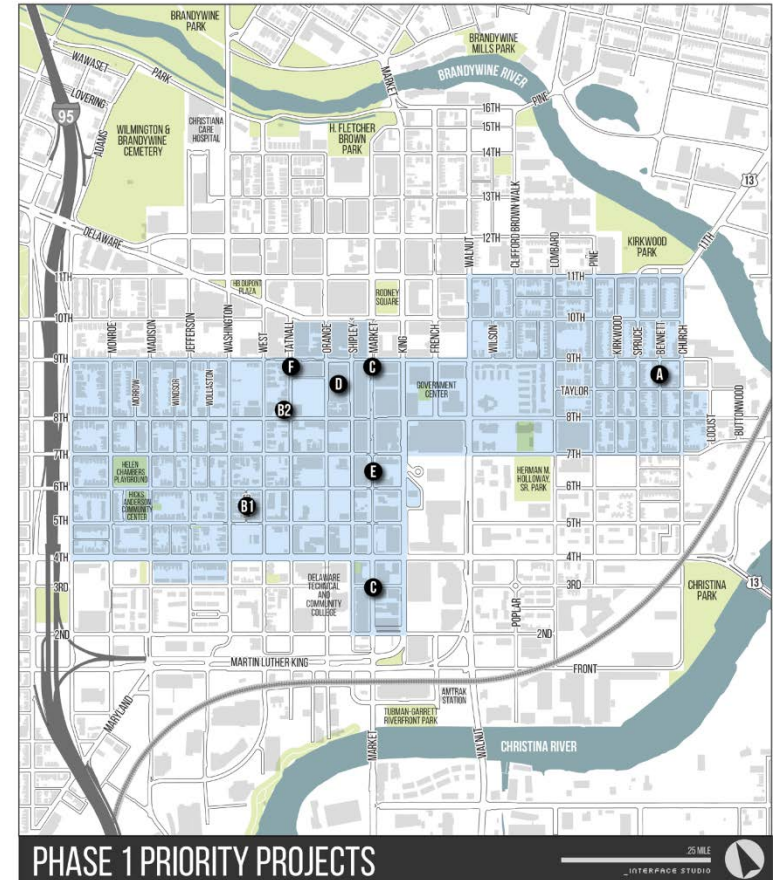 BRANDYWINE
PARK
BRANDYWINE
MILLS PARK
BRANDYWINE RIVER
WAWASET
PARK
LOVERING
MARKET
PINE
16TH
15TH
14TH
95
ADAMS
WILMINGTON &
BRANDYWINE
CEMETERY
CHRISTIANA
CARE
HOSPITAL
H. FLETCHER
BROWN
PARK
13TH
13
CLIFFORD BROWN WALK
DELAWARE
12TH
WALNUT
LOMBARD
PINE
KIRKWOOD
PARK
11TH
11TH
11TH
HB DUPONT
PLAZA
RODNEY
SQUARE
10TH
10TH
MONROE
MADISON
JEFFERSON
WASHINGTON
WEST
TATNALL
ORANGE
SHIPLEY
MARKET
KING
FRENCH
WILSON
KIRKWOOD
SPRUCE
BENNETT
CHURCH
9TH
9TH
F
C
D
A
MORROW
WINDSOR
WOLLASTON
GOVERNMENT
CENTER
TAYLOR
B2
8TH
8TH
LOCUST
BUTTONWOOD
7TH
7TH
HELEN
CHAMBERS
PLAYGROUND
E
HERMAN M.
HOLLOWAY,
SR. PARK
6TH
6TH
HICKS
ANDERSON
COMMUNITY
CENTER
B1
5TH
5TH
4TH
4TH
DELAWARE
TECHNICAL
AND
COMMUNITY
COLLEGE
C
3RD
3RD
CHRISTINA
PARK
13
POPLAR
2ND
2ND
MARTIN LUTHER KING
FRONT
MARYLAND
AMTRAK
STATION
TUBMAN-GARRETT
RIVERFRONT PARK
MARKET
WALNUT
CHRISTINA RIVER
PHASE 1 PRIORITY PROJECTS
.25 MILE
_INTERFACE STUDIO